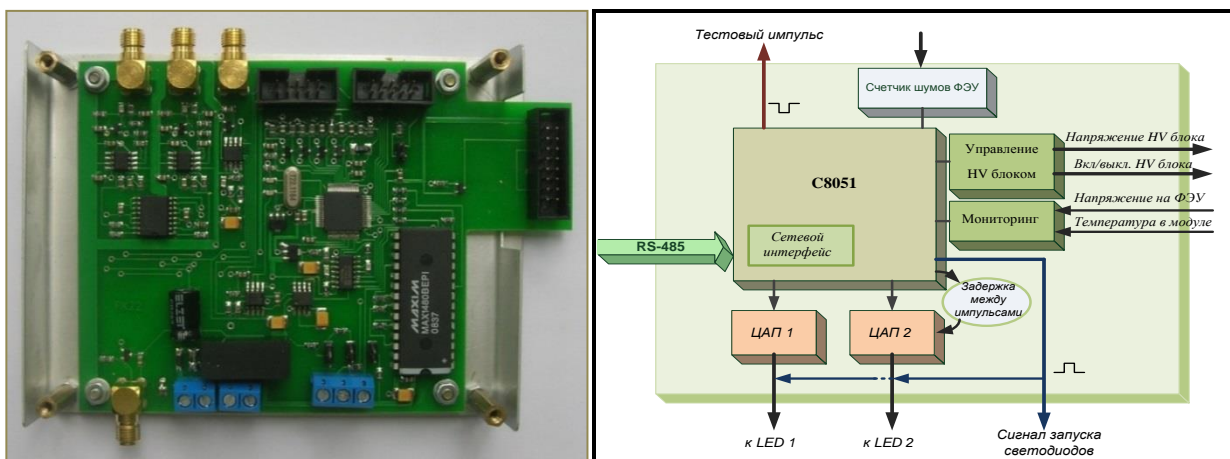 MAXIM
MAX1480BEPI
0837
Тестовый импульс
Счетчик шумов ФЭУ
C8051
Управление
HV блоком
Напряжение HV блока
Вкл/выкл. HV блока
Мониторинг
Напряжение на ФЭУ
Температура в модуле
RS-485
Сетевой
интерфейс
Задержка
между
импульсами
ЦАП 1
ЦАП 2
к LED 1
к LED 2
Сигнал запуска
светодиодов